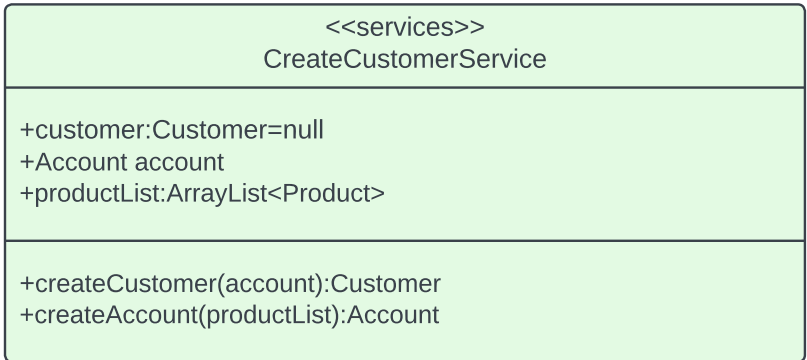 <<services>>
CreateCustomerService
+customer:Customer=null
+Account account
+productList:ArrayList<Product>
+createCustomer(account):Customer
+createAccount(productList):Account